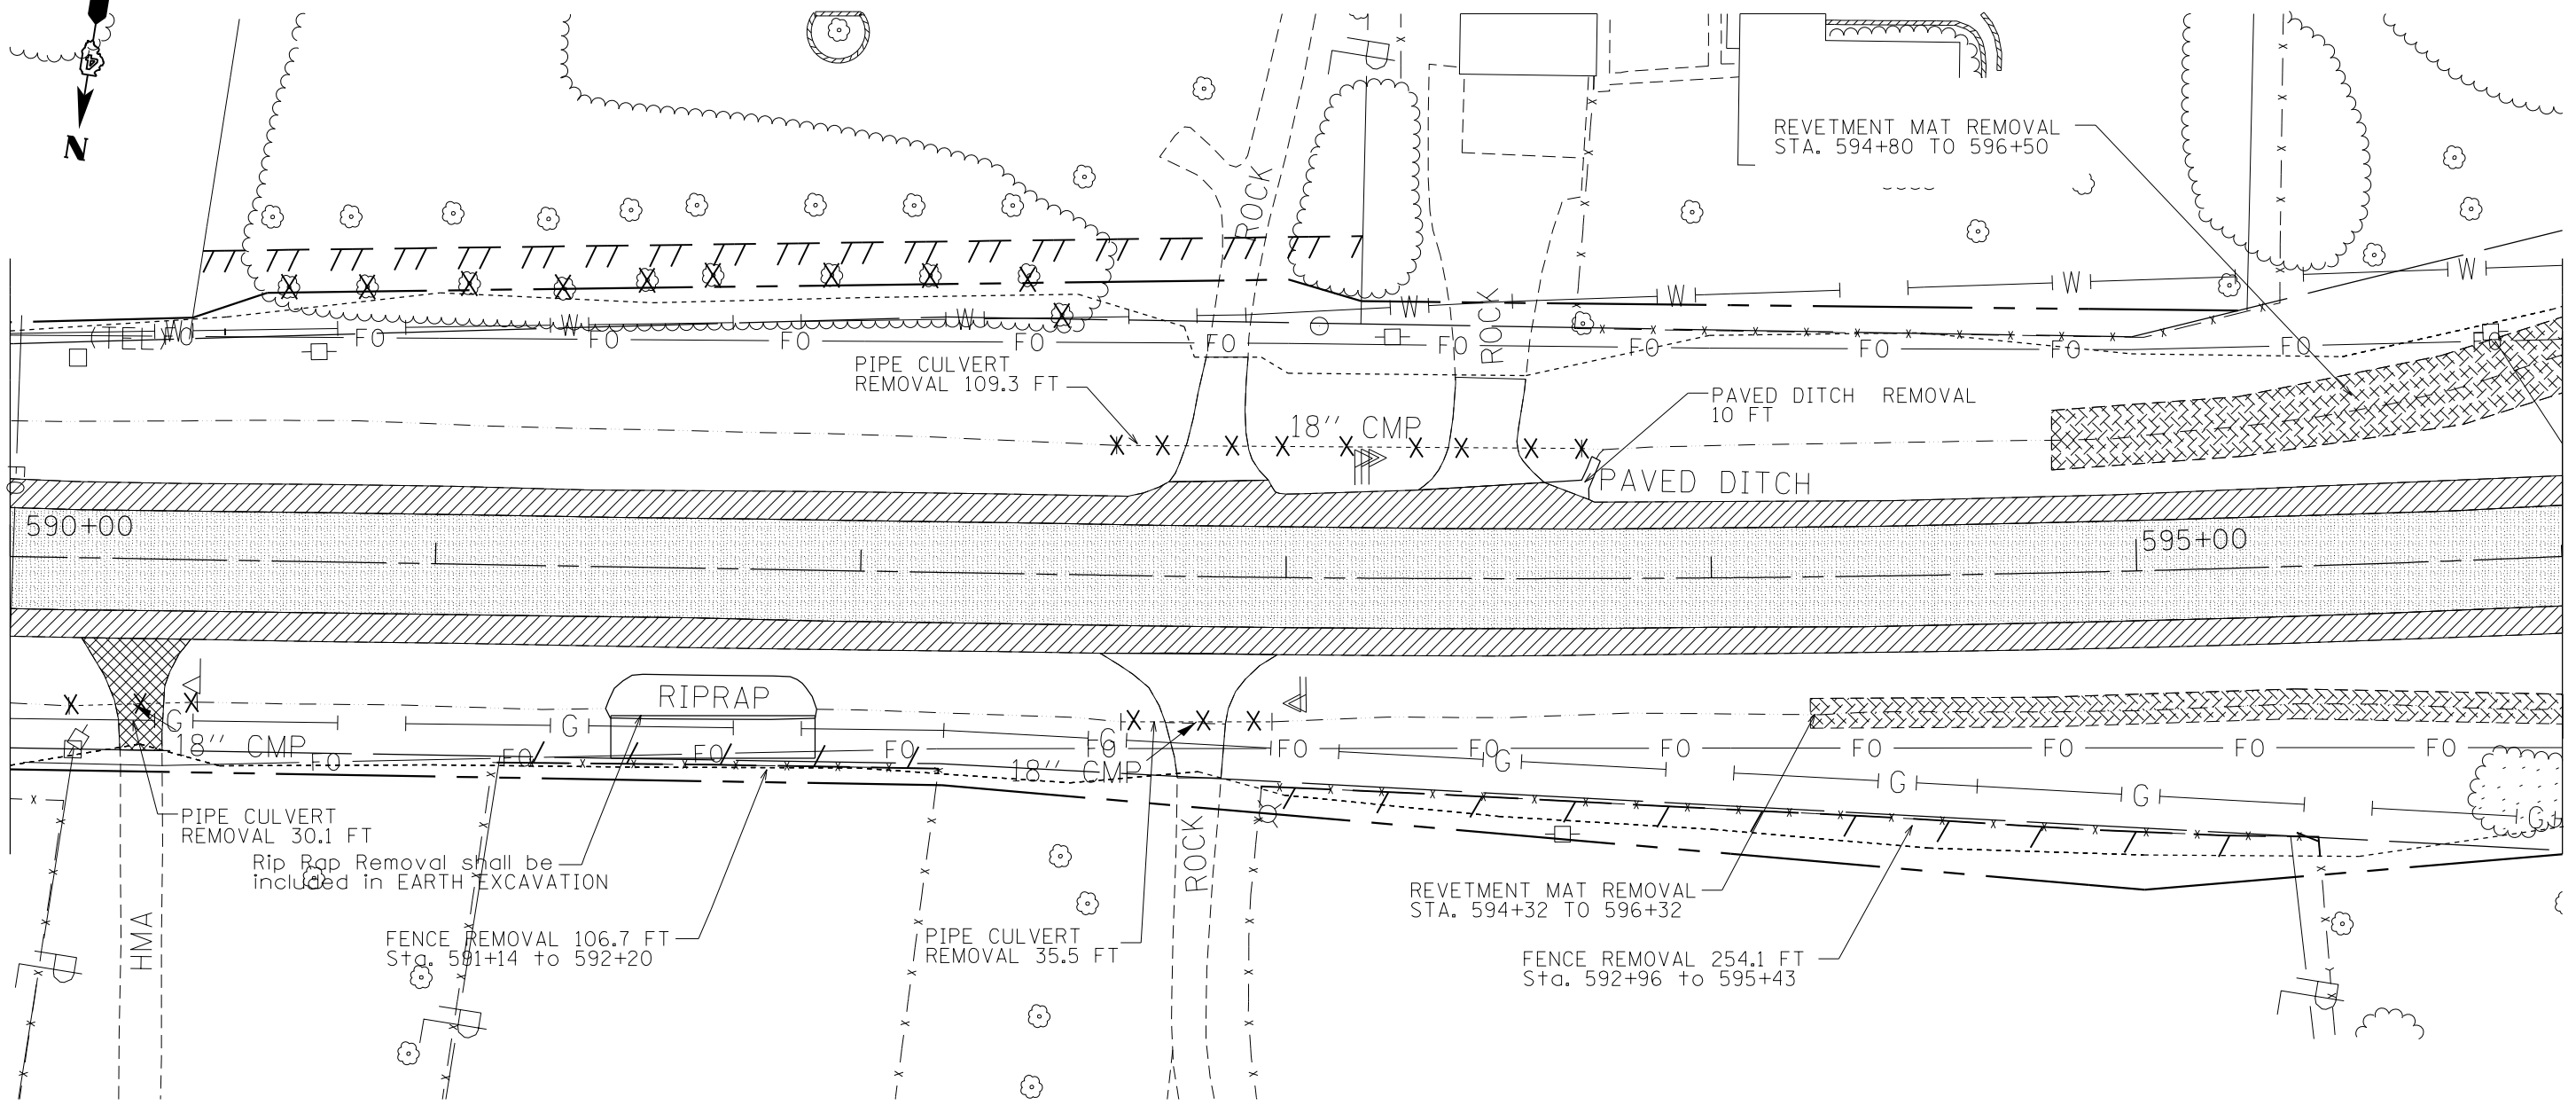 N
REVETMENT MAT REMOVAL
STA. 594+80 TO 596+50
ROCK
W
W
W
W
W
W
W
ROCK
(TEL)
FO
FO
FO
FO
FO
FO
FO
FO
FO
FO
FO
FO
PIPE CULVERT
REMOVAL 109.3 FT
PAVED DITCH REMOVAL
10 FT
18'' CMP
PAVED DITCH
590+00
595+00
RIPRAP
G
G
G
G
G
G
G
18'' CMP
FO
FO
FO
FO
FO
FO
FO
FO
FO
FO
FO
FO
18'' CMP
PIPE CULVERT
REMOVAL 30.1 FT
Rip Rap Removal shall be
included in EARTH EXCAVATION
ROCK
HMA
FENCE REMOVAL 106.7 FT
Sta. 591+14 to 592+20
PIPE CULVERT
REMOVAL 35.5 FT
REVETMENT MAT REMOVAL
STA. 594+32 TO 596+32
FENCE REMOVAL 254.1 FT
Sta. 592+96 to 595+43